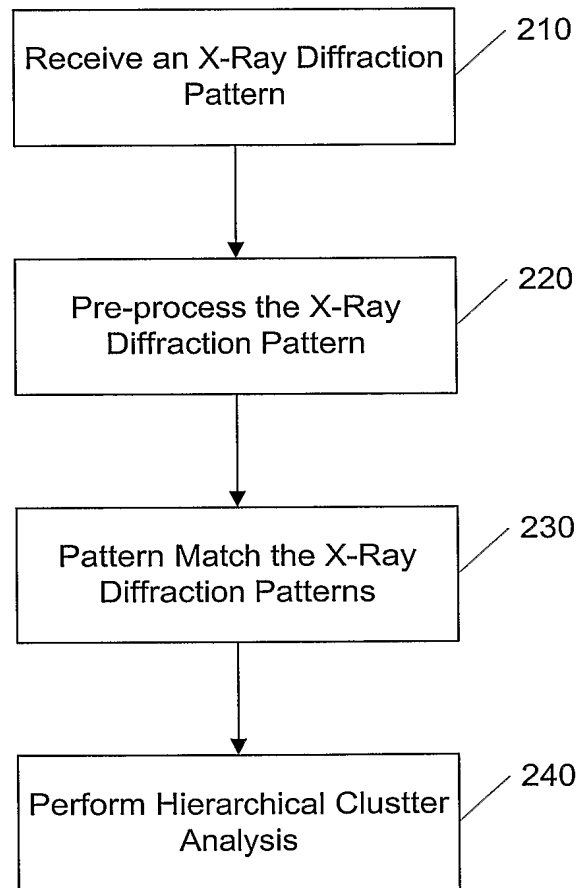 210
Receive an X-Ray Diffraction
Pattern
220
Pre-process the X-Ray
Diffraction Pattern
230
Pattern Match the X-Ray
Diffraction Patterns
240
Perform Hierarchical Clustter
Analysis